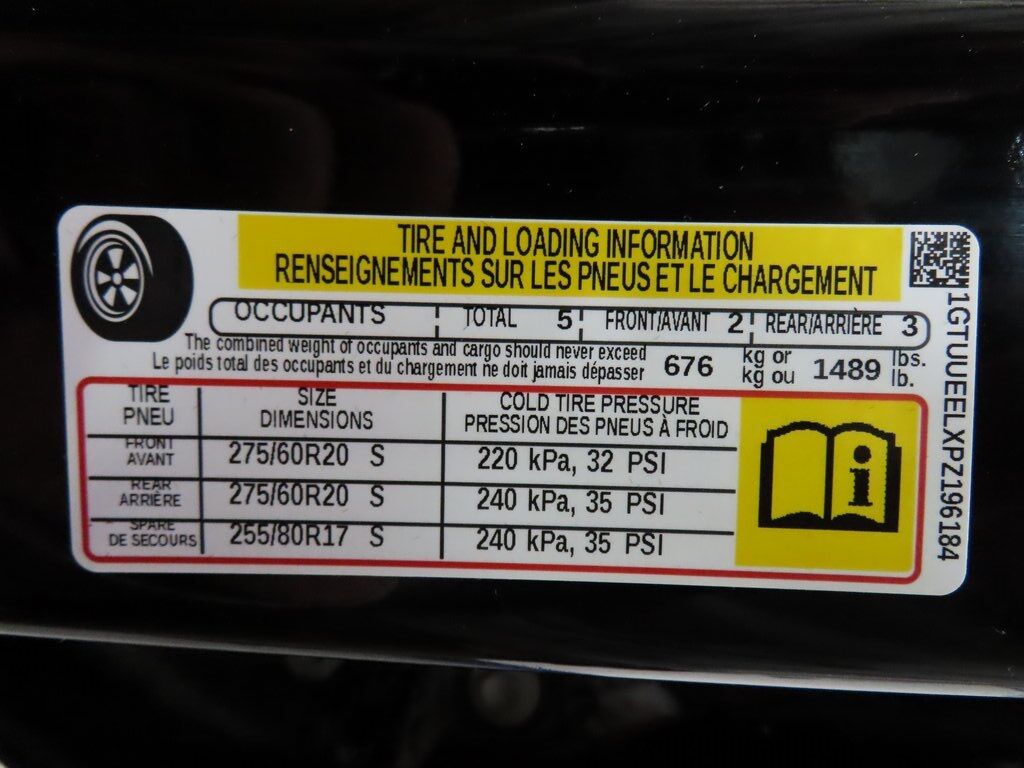 TIRE AND LOADING INFORMATION
RENSEIGNEMENTS SUR LES PNEUS ET LE CHARGEMENT
OCCUPANTS TOTAL 5 FRONT/AVANT 2 REAR/ARRIÈRE 3
The combined weight of occupants and cargo should never exceed
Le poids total des occupants et du chargement ne doit jamais dépasser
676 kg or 1489 lbs.
kg ou lb.
TIRE SIZE COLD TIRE PRESSURE
PNEU DIMENSIONS PRESSION DES PNEUS À FROID
FRONT
AVANT 275/60R20 S 220 kPa, 32 PSI
REAR
ARRIÈRE 275/60R20 S 240 kPa, 35 PSI
SPARE
DE SECOURS 255/80R17 S 240 kPa, 35 PSI
i
1GTUUEELXPZ196184